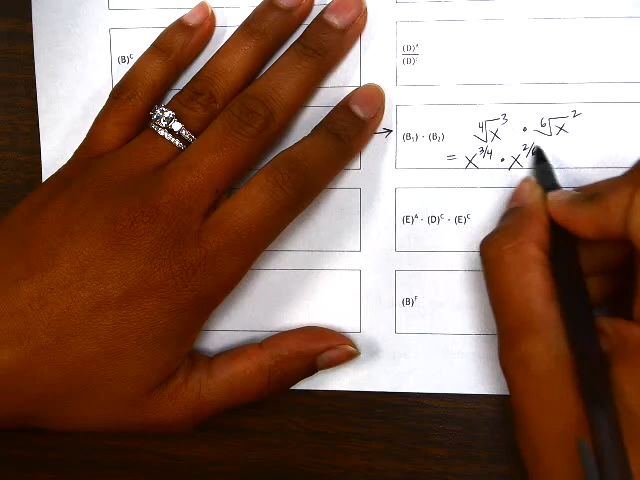 (B)ᶜ
(D)ᴬ
(D)ᶜ
(B₁) · (B₂) ⁴√x³ · ⁶√x²
= x^3/4 · x^2/6
(E)ᴬ · (D)ᶜ · (E)ᶜ
(B)ᶠ